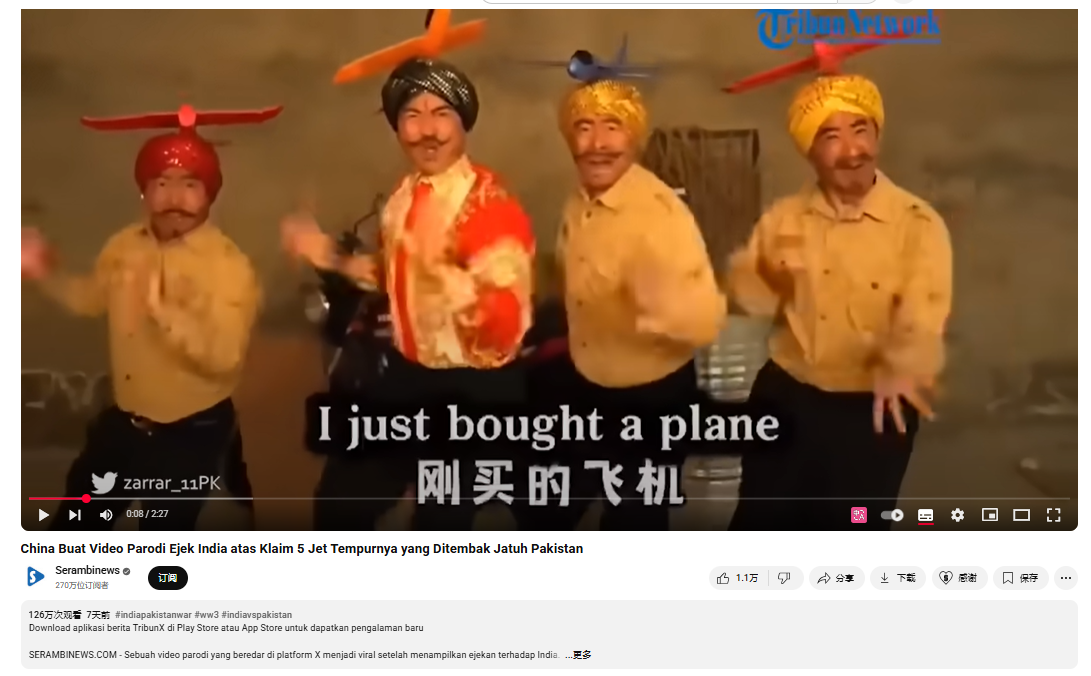 Tribun Network
I just bought a plane
刚买的飞机
zarrar_11PK
0:08 / 2:27
China Buat Video Parodi Ejek India atas Klaim 5 Jet Tempurnya yang Ditembak Jatuh Pakistan
Serambinews
270万位订阅者
订阅
1.1万
分享
下载
感谢
保存
126万次观看 7天前 #indiapakistanwar #ww3 #indiavspakistan
Download aplikasi berita TribunX di Play Store atau App Store untuk dapatkan pengalaman baru
SERAMBINEWS.COM - Sebuah video parodi yang beredar di platform X menjadi viral setelah menampilkan ejekan terhadap India. ...更多